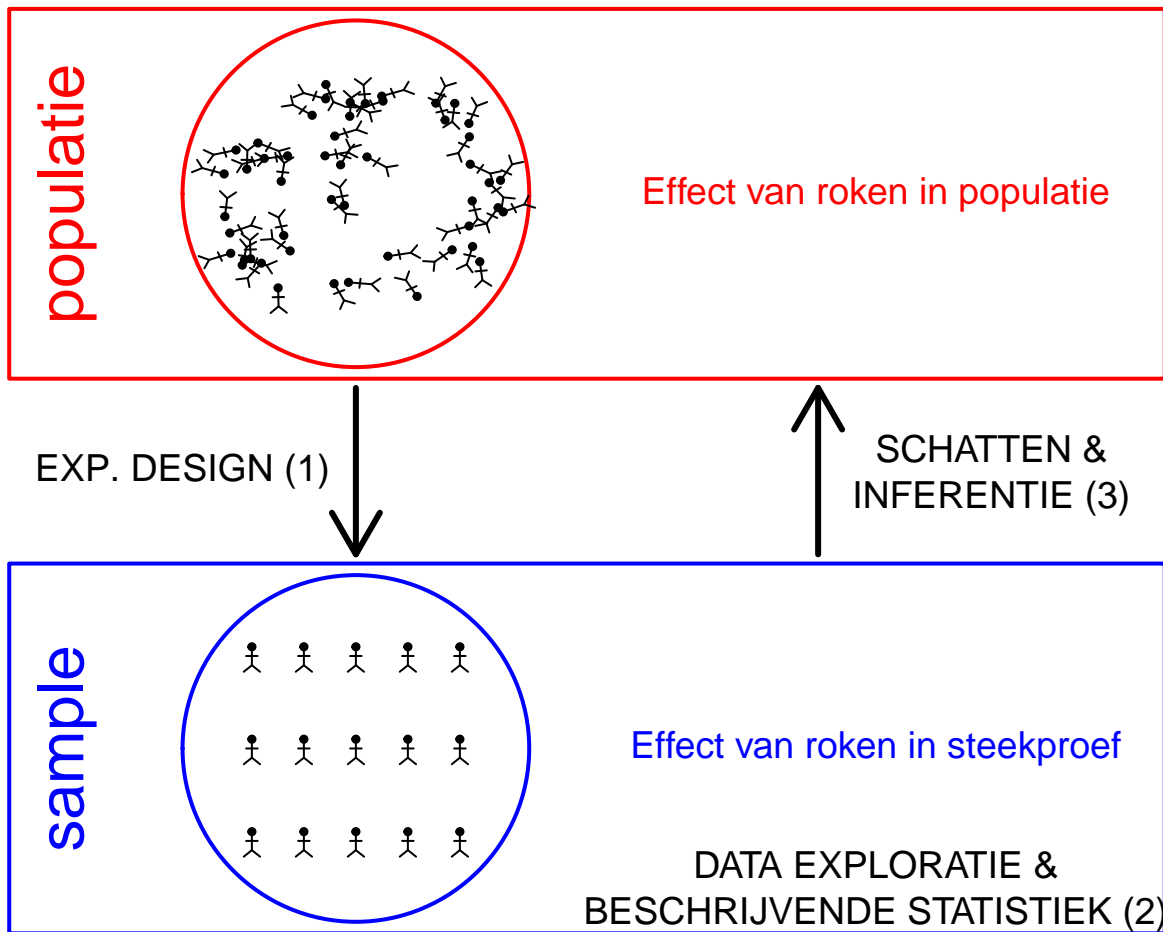 populatie
Effect van roken in populatie
EXP. DESIGN (1)
SCHATTEN &
INFERENTIE (3)
sample
Effect van roken in steekproef
DATA EXPLORATIE &
BESCHRIJVENDE STATISTIEK (2)